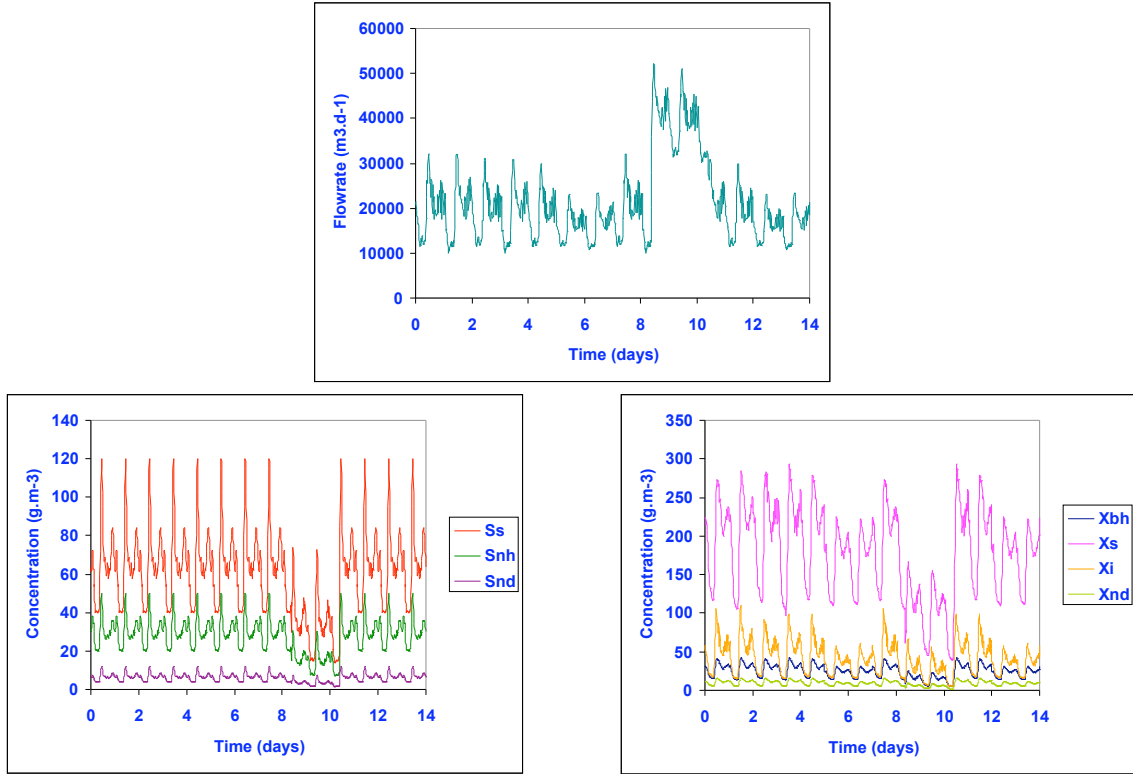 60000
50000
40000
30000
20000
10000
0
Flowrate (m3.d-1)
0 2 4 6 8 10 12 14
Time (days)
140
120
100
80
60
40
20
0
Concentration (g.m-3)
0 2 4 6 8 10 12 14
Time (days)
Ss
Snh
Snd
350
300
250
200
150
100
50
0
Concentration (g.m-3)
0 2 4 6 8 10 12 14
Time (days)
Xbh
Xs
Xi
Xnd